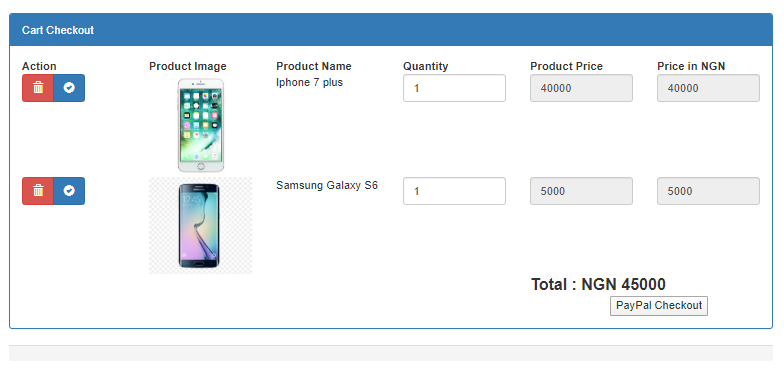 Cart Checkout
Action Product Image Product Name Quantity Product Price Price in NGN
Iphone 7 plus 1 40000 40000
Samsung Galaxy S6 1 5000 5000
Total : NGN 45000
PayPal Checkout